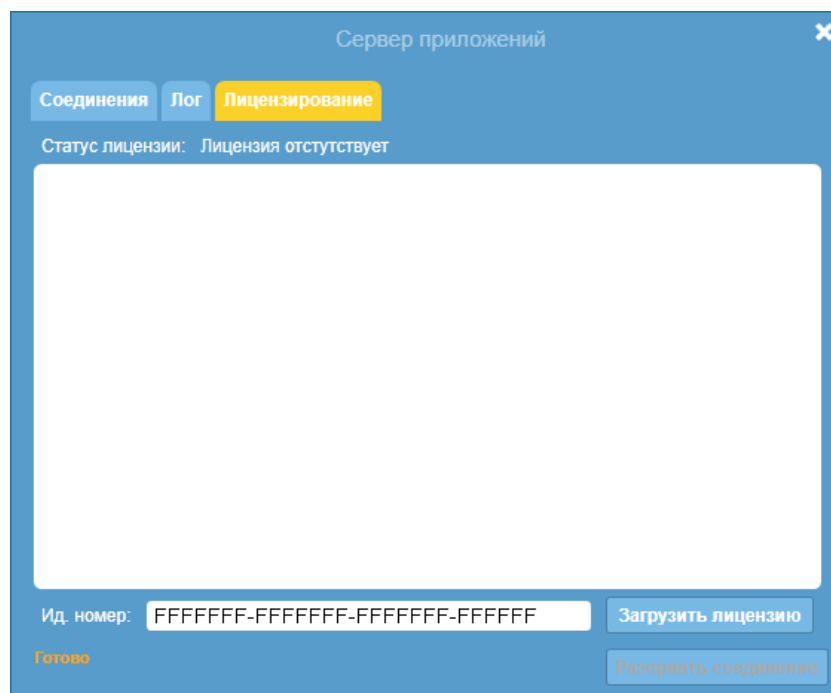 Сервер приложений
Соединения Лог Лицензирование
Статус лицензии: Лицензия отстутствует
Ид. номер: FFFFFFF-FFFFFFF-FFFFFFF-FFFFFF Загрузить лицензию
Готово Разорвать соединение